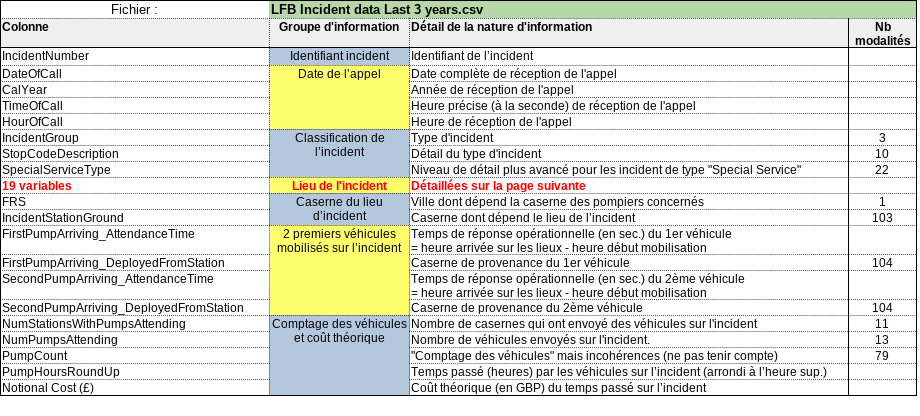 Fichier : LFB Incident data Last 3 years.csv
Colonne Groupe d'information Détail de la nature d'information Nb modalités
IncidentNumber Identifiant incident Identifiant de l’incident
DateOfCall Date de l’appel Date complète de réception de l'appel
CalYear Année de réception de l'appel
TimeOfCall Heure précise (à la seconde) de réception de l'appel
HourOfCall Heure de réception de l'appel
IncidentGroup Classification de l’incident Type d'incident 3
StopCodeDescription Détail du type d'incident 10
SpecialServiceType Niveau de détail plus avancé pour les incident de type "Special Service" 22
19 variables Lieu de l'incident Détaillées sur la page suivante
FRS Caserne du lieu d’incident Ville dont dépend la caserne des pompiers concernés 1
IncidentStationGround Caserne dont dépend le lieu de l’incident 103
FirstPumpArriving_AttendanceTime 2 premiers véhicules mobilisés sur l’incident Temps de réponse opérationnelle (en sec.) du 1er véhicule
= heure arrivée sur les lieux - heure début mobilisation
FirstPumpArriving_DeployedFromStation Caserne de provenance du 1er véhicule 104
SecondPumpArriving_AttendanceTime Temps de réponse opérationnelle (en sec.) du 2ème véhicule
= heure arrivée sur les lieux - heure début mobilisation
SecondPumpArriving_DeployedFromStation Caserne de provenance du 2ème véhicule 104
NumStationsWithPumpsAttending Comptage des véhicules et coût théorique Nombre de casernes qui ont envoyé des véhicules sur l'incident 11
NumPumpsAttending Nombre de véhicules envoyés sur l'incident. 13
PumpCount "Comptage des véhicules" mais incohérences (ne pas tenir compte) 79
PumpHoursRoundUp Temps passé (heures) par les véhicules sur l’incident (arrondi à l’heure sup.)
Notional Cost (£) Coût théorique (en GBP) du temps passé sur l’incident